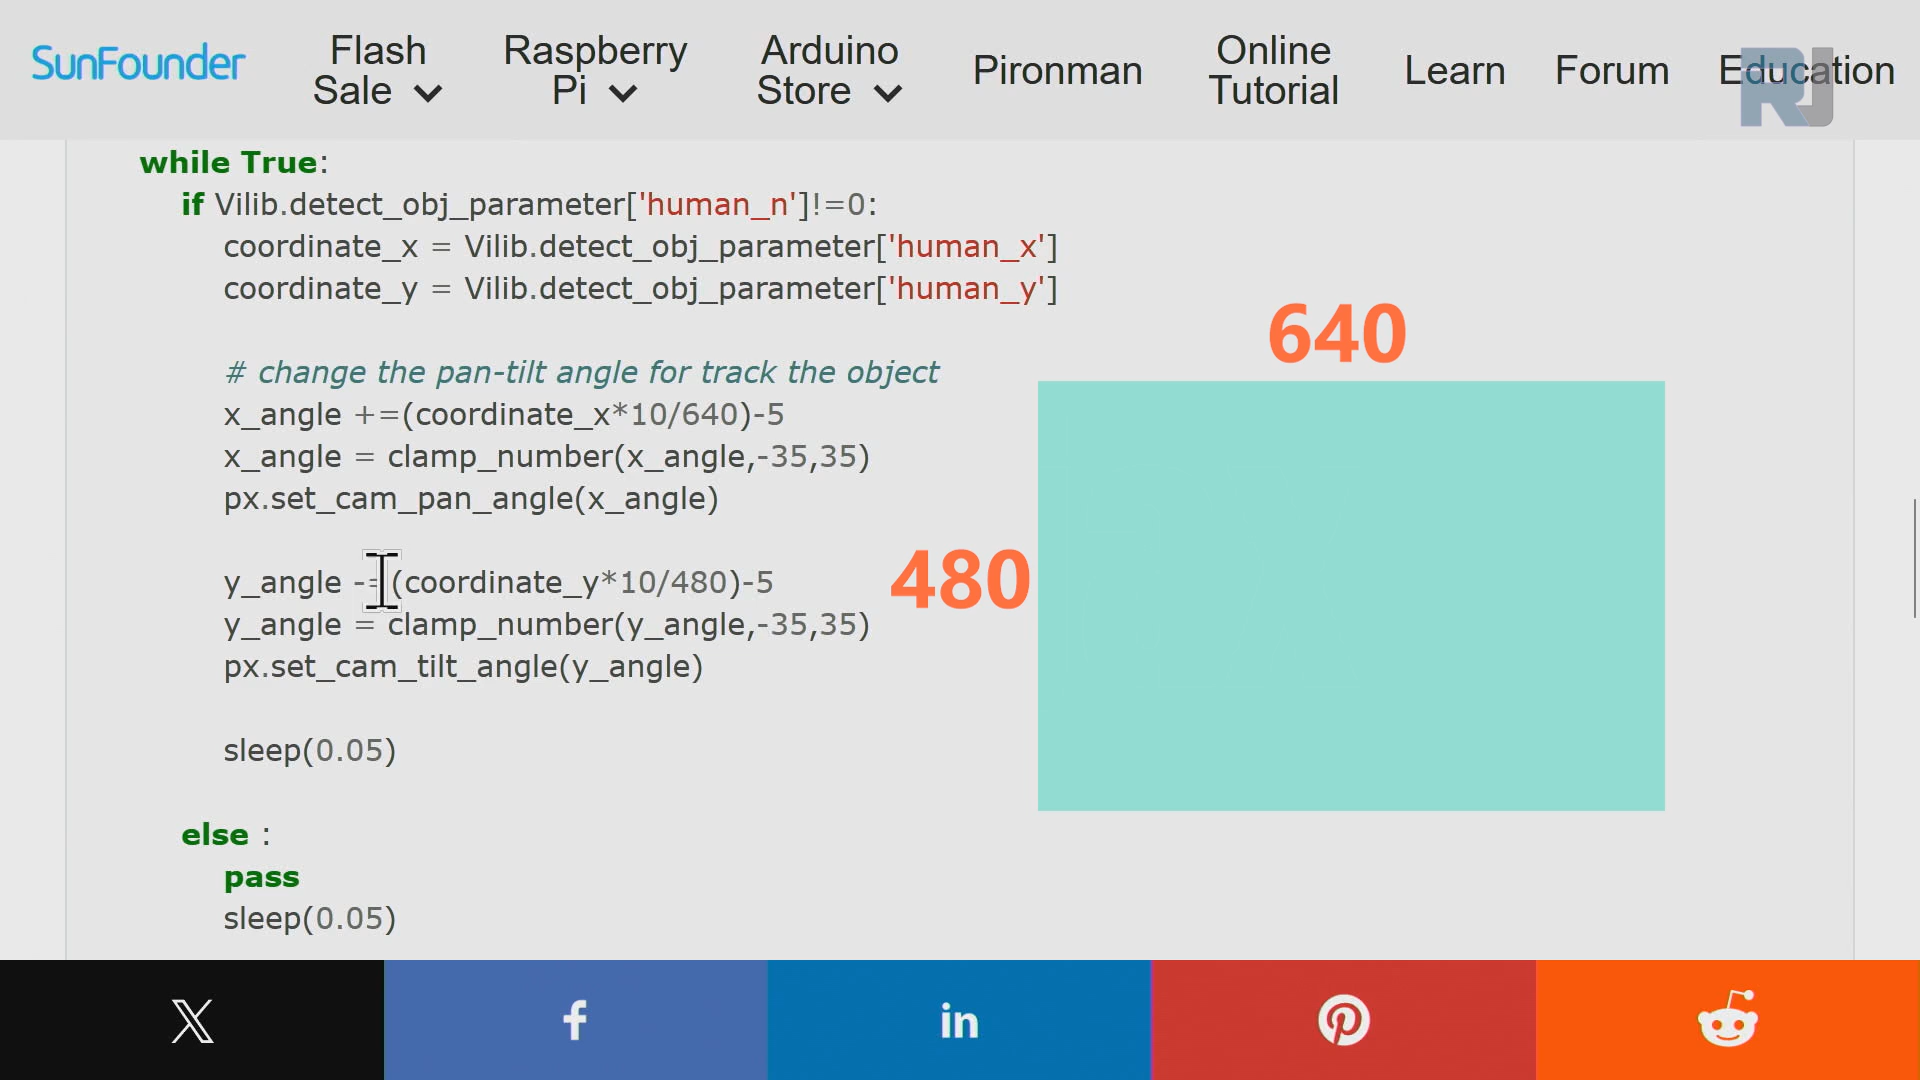 SunFounder
Flash
Sale
Raspberry
Pi
Arduino
Store
Pironman
Online
Tutorial
Learn
Forum
Education
RJ
while True:
if Vilib.detect_obj_parameter['human_n']!=0:
coordinate_x = Vilib.detect_obj_parameter['human_x']
coordinate_y = Vilib.detect_obj_parameter['human_y']
# change the pan-tilt angle for track the object
x_angle +=(coordinate_x*10/640)-5
x_angle = clamp_number(x_angle,-35,35)
px.set_cam_pan_angle(x_angle)
y_angle -=(coordinate_y*10/480)-5
y_angle = clamp_number(y_angle,-35,35)
px.set_cam_tilt_angle(y_angle)
sleep(0.05)
else :
pass
sleep(0.05)
640
480
X
f
in